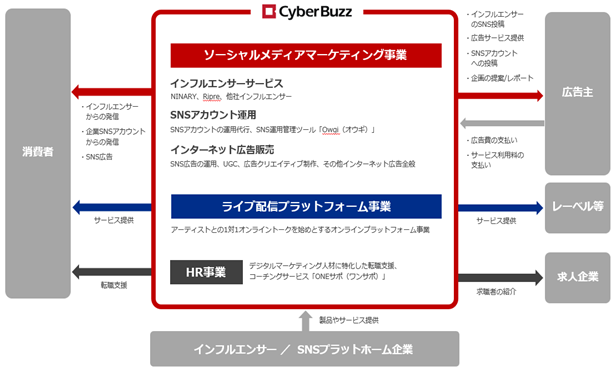 CyberBuzz
ソーシャルメディアマーケティング事業
インフルエンサーサービス
NINARY、Ripre、他社インフルエンサー
SNSアカウント運用
SNSアカウントの運用代行、SNS運用管理ツール「Owgi（オウギ）」
インターネット広告販売
SNS広告の運用、UGC、広告クリエイティブ制作、その他インターネット広告全般
ライブ配信プラットフォーム事業
アーティストとの1対1オンライントークを始めとするオンラインプラットフォーム事業
HR事業
デジタルマーケティング人材に特化した転職支援、
コーチングサービス「ONEサポ（ワンサポ）」
消費者
・インフルエンサー
からの発信
・企業SNSアカウント
からの発信
・SNS広告
サービス提供
転職支援
・インフルエンサー
のSNS投稿
・広告サービス提供
・SNSアカウント
への投稿
・企画の提案/レポート
広告主
・広告費の支払い
・サービス利用料の
支払い
サービス提供
レーベル等
求職者の紹介
求人企業
製品やサービス提供
インフルエンサー ／ SNSプラットホーム企業